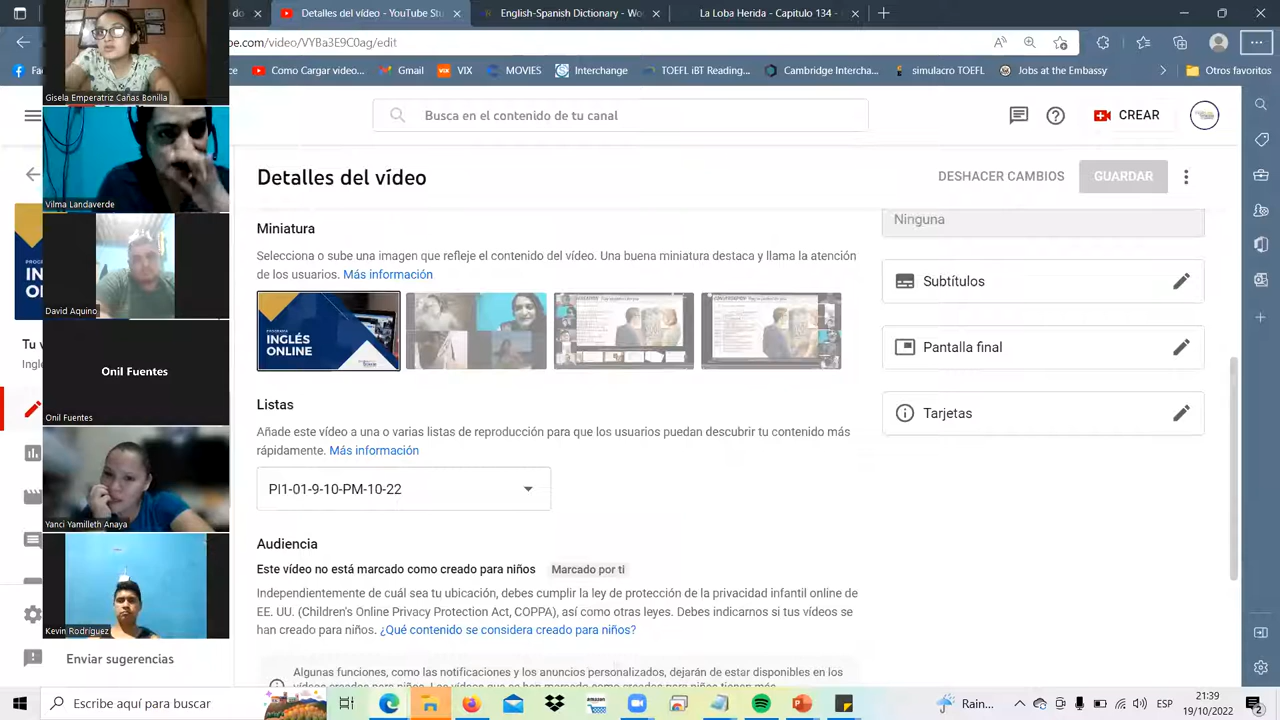 Detalles del vídeo - YouTube S
English-Spanish Dictionary - Wo
La Loba Herida - Capitulo 134 -
be.com/video/VYBa3E9C0ag/edit
Fa
Como Cargar video...
Gmail
VIX
MOVIES
Interchange
TOEFL iBT Reading...
Cambridge Interchan...
simulacro TOEFL
Jobs at the Embassy
Otros favoritos
Gisela Emperatriz Cañas Bonilla
Busca en el contenido de tu canal
CREAR
Detalles del vídeo
DESHACER CAMBIOS
GUARDAR
Vilma Landaverde
Ninguna
Miniatura
Selecciona o sube una imagen que refleje el contenido del vídeo. Una buena miniatura destaca y llama la atención
de los usuarios. Más información
Subtítulos
David Aquino
PROGRAMA
INGLÉS
ONLINE
Pantalla final
Tu v
Ingl
Onil Fuentes
Onil Fuentes
Listas
Tarjetas
Añade este vídeo a una o varias listas de reproducción para que los usuarios puedan descubrir tu contenido más
rápidamente. Más información
PI1-01-9-10-PM-10-22
Yanci Yamilleth Anaya
Audiencia
Este vídeo no está marcado como creado para niños
Marcado por ti
Independientemente de cuál sea tu ubicación, debes cumplir la ley de protección de la privacidad infantil online de
EE. UU. (Children's Online Privacy Protection Act, COPPA), así como otras leyes. Debes indicarnos si tus vídeos se
han creado para niños. ¿Qué contenido se considera creado para niños?
Kevin Rodríguez
Enviar sugerencias
Algunas funciones, como las notificaciones y los anuncios personalizados, dejarán de estar disponibles en los
Escribe aquí para buscar
Rain...
ESP
21:39
19/10/2022
2